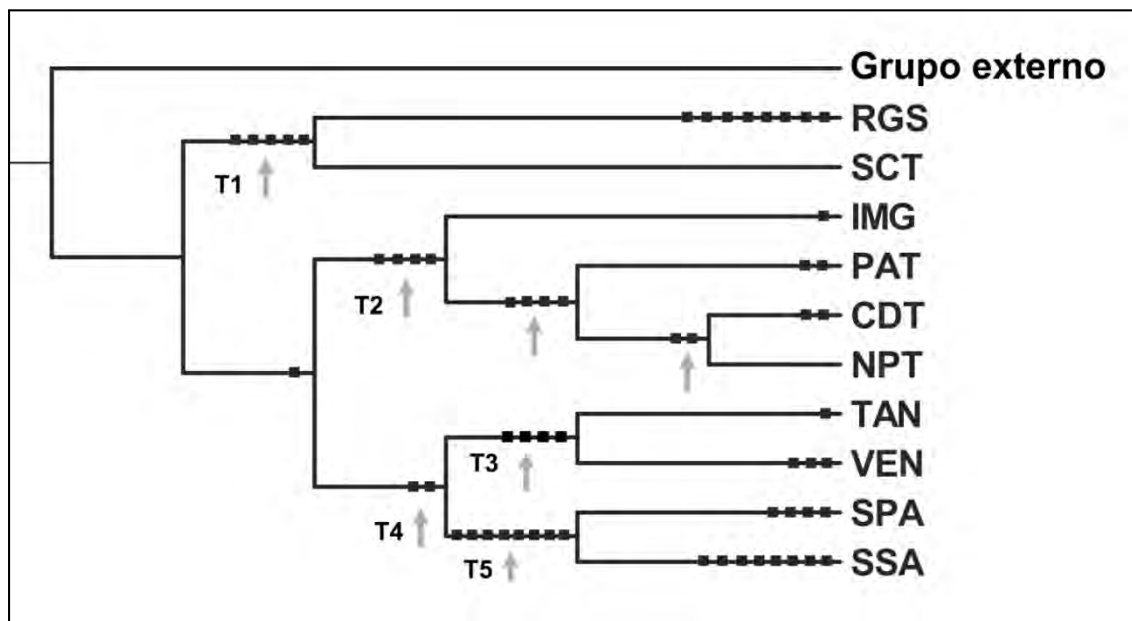 Grupo externo
RGS
T1
SCT
IMG
PAT
T2
CDT
NPT
TAN
T3
VEN
SPA
T4
SSA
T5